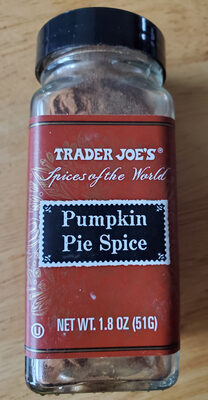 TRADER JOE'S®
Spices of the World
Pumpkin
Pie Spice
U
NET WT. 1.8 OZ (51G)